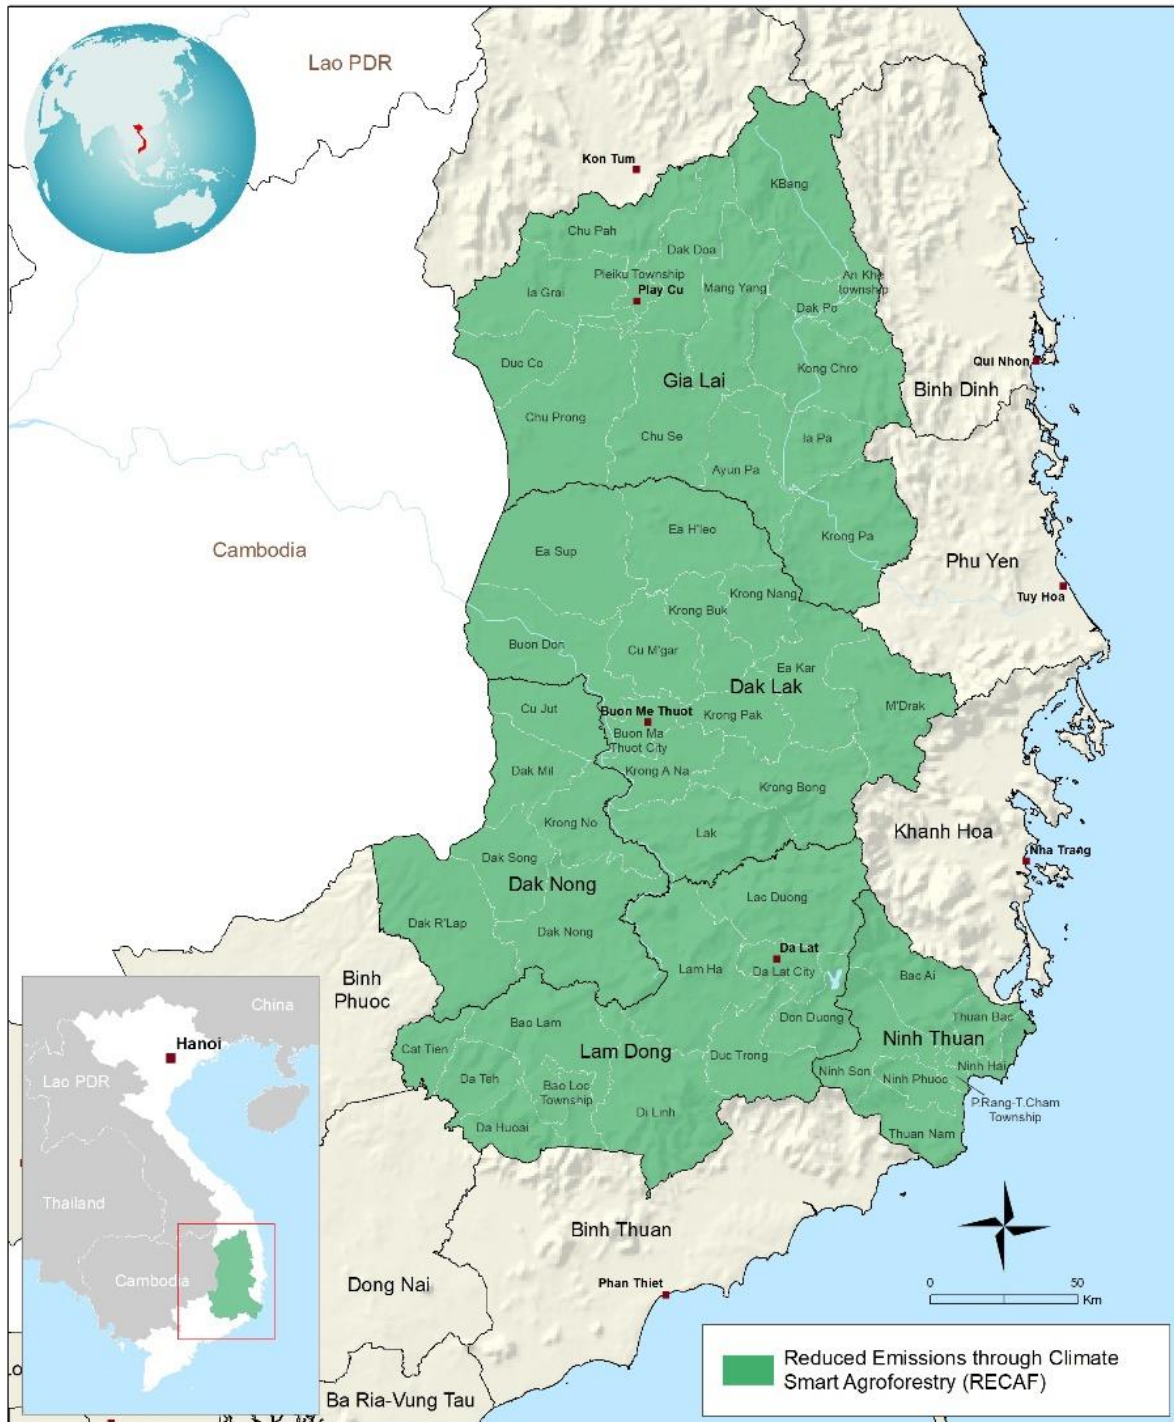 Lao PDR
Kon Tum
KBang
Chu Pah
Dak Doa
Pleiku Township
An Khe
township
Ia Grai
Play Cu
Mang Yang
Dak Po
Duc Co
Qui Nhon
Kong Chro
Gia Lai
Binh Dinh
Chu Prong
Chu Se
Ia Pa
Ayun Pa
Ea H'leo
Krong Pa
Cambodia
Ea Sup
Phu Yen
Krong Nang
Tuy Hoa
Krong Buk
Buon Don
Cu M'gar
Ea Kar
Dak Lak
M'Drak
Cu Jut
Buon Me Thuot
Krong Pak
Buon Ma
Thuot City
Dak Mil
Krong A Na
Krong Bong
Krong No
Lak
Khanh Hoa
Nha Trang
Dak Song
Dak Nong
Lac Duong
Dak R'Lap
Dak Nong
Da Lat
Lam Ha
Da Lat City
Bac Ai
Binh
Phuoc
Bao Lam
Don Duong
Thuan Bac
Cat Tien
Lam Dong
Duc Trong
Ninh Thuan
Da Teh
Bao Loc
Township
Ninh Son
Ninh Phuoc
Ninh Hai
Di Linh
P.Rang-T.Cham
Township
Da Huoai
Thuan Nam
Binh Thuan
Dong Nai
Phan Thiet
Ba Ria-Vung Tau
China
Hanoi
Lao PDR
Thailand
Cambodia
0
50
Km
Reduced Emissions through Climate
Smart Agroforestry (RECAF)